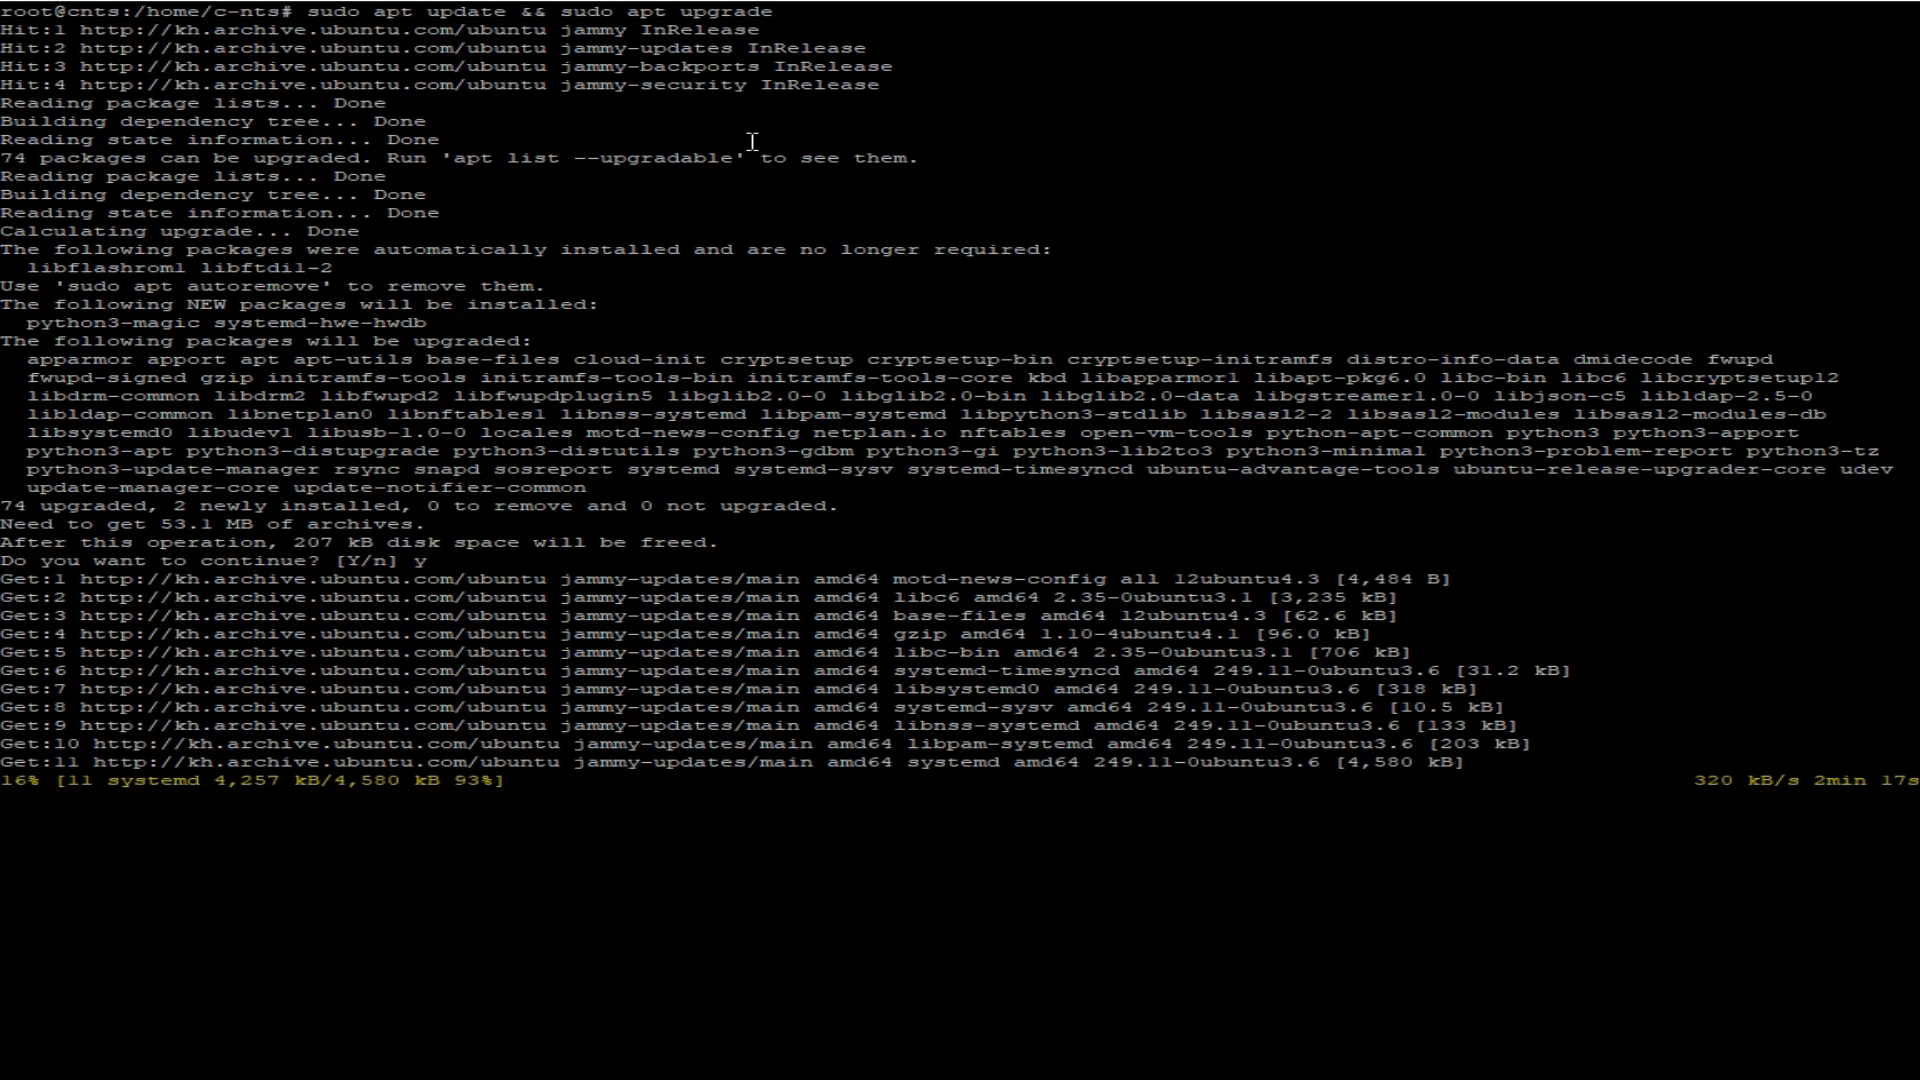 root@cnts:/home/c-nts# sudo apt update && sudo apt upgrade
Hit:1 http://kh.archive.ubuntu.com/ubuntu jammy InRelease
Hit:2 http://kh.archive.ubuntu.com/ubuntu jammy-updates InRelease
Hit:3 http://kh.archive.ubuntu.com/ubuntu jammy-backports InRelease
Hit:4 http://kh.archive.ubuntu.com/ubuntu jammy-security InRelease
Reading package lists... Done
Building dependency tree... Done
Reading state information... Done
74 packages can be upgraded. Run 'apt list --upgradable' to see them.
Reading package lists... Done
Building dependency tree... Done
Reading state information... Done
Calculating upgrade... Done
The following packages were automatically installed and are no longer required:
  libflashrom1 libftdi1-2
Use 'sudo apt autoremove' to remove them.
The following NEW packages will be installed:
  python3-magic systemd-hwe-hwdb
The following packages will be upgraded:
  apparmor apport apt apt-utils base-files cloud-init cryptsetup cryptsetup-bin cryptsetup-initramfs distro-info-data dmidecode fwupd
  fwupd-signed gzip initramfs-tools initramfs-tools-bin initramfs-tools-core kbd libapparmor1 libapt-pkg6.0 libc-bin libc6 libcryptsetup12
  libdrm-common libdrm2 libfwupd2 libfwupdplugin5 libglib2.0-0 libglib2.0-bin libglib2.0-data libgstreamer1.0-0 libjson-c5 libldap-2.5-0
  libldap-common libnetplan0 libnftables1 libnss-systemd libpam-systemd libpython3-stdlib libsasl2-2 libsasl2-modules libsasl2-modules-db
  libsystemd0 libudev1 libusb-1.0-0 locales motd-news-config netplan.io nftables open-vm-tools python-apt-common python3 python3-apport
  python3-apt python3-distupgrade python3-distutils python3-gdbm python3-gi python3-lib2to3 python3-minimal python3-problem-report python3-tz
  python3-update-manager rsync snapd sosreport systemd systemd-sysv systemd-timesyncd ubuntu-advantage-tools ubuntu-release-upgrader-core udev
  update-manager-core update-notifier-common
74 upgraded, 2 newly installed, 0 to remove and 0 not upgraded.
Need to get 53.1 MB of archives.
After this operation, 207 kB disk space will be freed.
Do you want to continue? [Y/n] y
Get:1 http://kh.archive.ubuntu.com/ubuntu jammy-updates/main amd64 motd-news-config all 12ubuntu4.3 [4,484 B]
Get:2 http://kh.archive.ubuntu.com/ubuntu jammy-updates/main amd64 libc6 amd64 2.35-0ubuntu3.1 [3,235 kB]
Get:3 http://kh.archive.ubuntu.com/ubuntu jammy-updates/main amd64 base-files amd64 12ubuntu4.3 [62.6 kB]
Get:4 http://kh.archive.ubuntu.com/ubuntu jammy-updates/main amd64 gzip amd64 1.10-4ubuntu4.1 [96.0 kB]
Get:5 http://kh.archive.ubuntu.com/ubuntu jammy-updates/main amd64 libc-bin amd64 2.35-0ubuntu3.1 [706 kB]
Get:6 http://kh.archive.ubuntu.com/ubuntu jammy-updates/main amd64 systemd-timesyncd amd64 249.11-0ubuntu3.6 [31.2 kB]
Get:7 http://kh.archive.ubuntu.com/ubuntu jammy-updates/main amd64 libsystemd0 amd64 249.11-0ubuntu3.6 [318 kB]
Get:8 http://kh.archive.ubuntu.com/ubuntu jammy-updates/main amd64 systemd-sysv amd64 249.11-0ubuntu3.6 [10.5 kB]
Get:9 http://kh.archive.ubuntu.com/ubuntu jammy-updates/main amd64 libnss-systemd amd64 249.11-0ubuntu3.6 [133 kB]
Get:10 http://kh.archive.ubuntu.com/ubuntu jammy-updates/main amd64 libpam-systemd amd64 249.11-0ubuntu3.6 [203 kB]
Get:11 http://kh.archive.ubuntu.com/ubuntu jammy-updates/main amd64 systemd amd64 249.11-0ubuntu3.6 [4,580 kB]
16% [11 systemd 4,257 kB/4,580 kB 93%] 320 kB/s 2min 17s